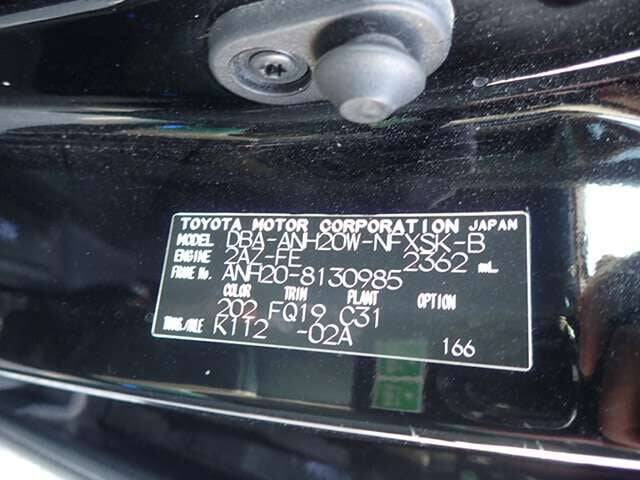 TOYOTA MOTOR CORPORATION JAPAN
MODEL DBA-ANH20W-NFXSK-B
ENGINE 2AZ-FE 2362 mL
FRAME No. ANH20-8130985
COLOR TRIM PLANT OPTION
202 FQ19 C31
TRANS./AXLE K112 -02A
166